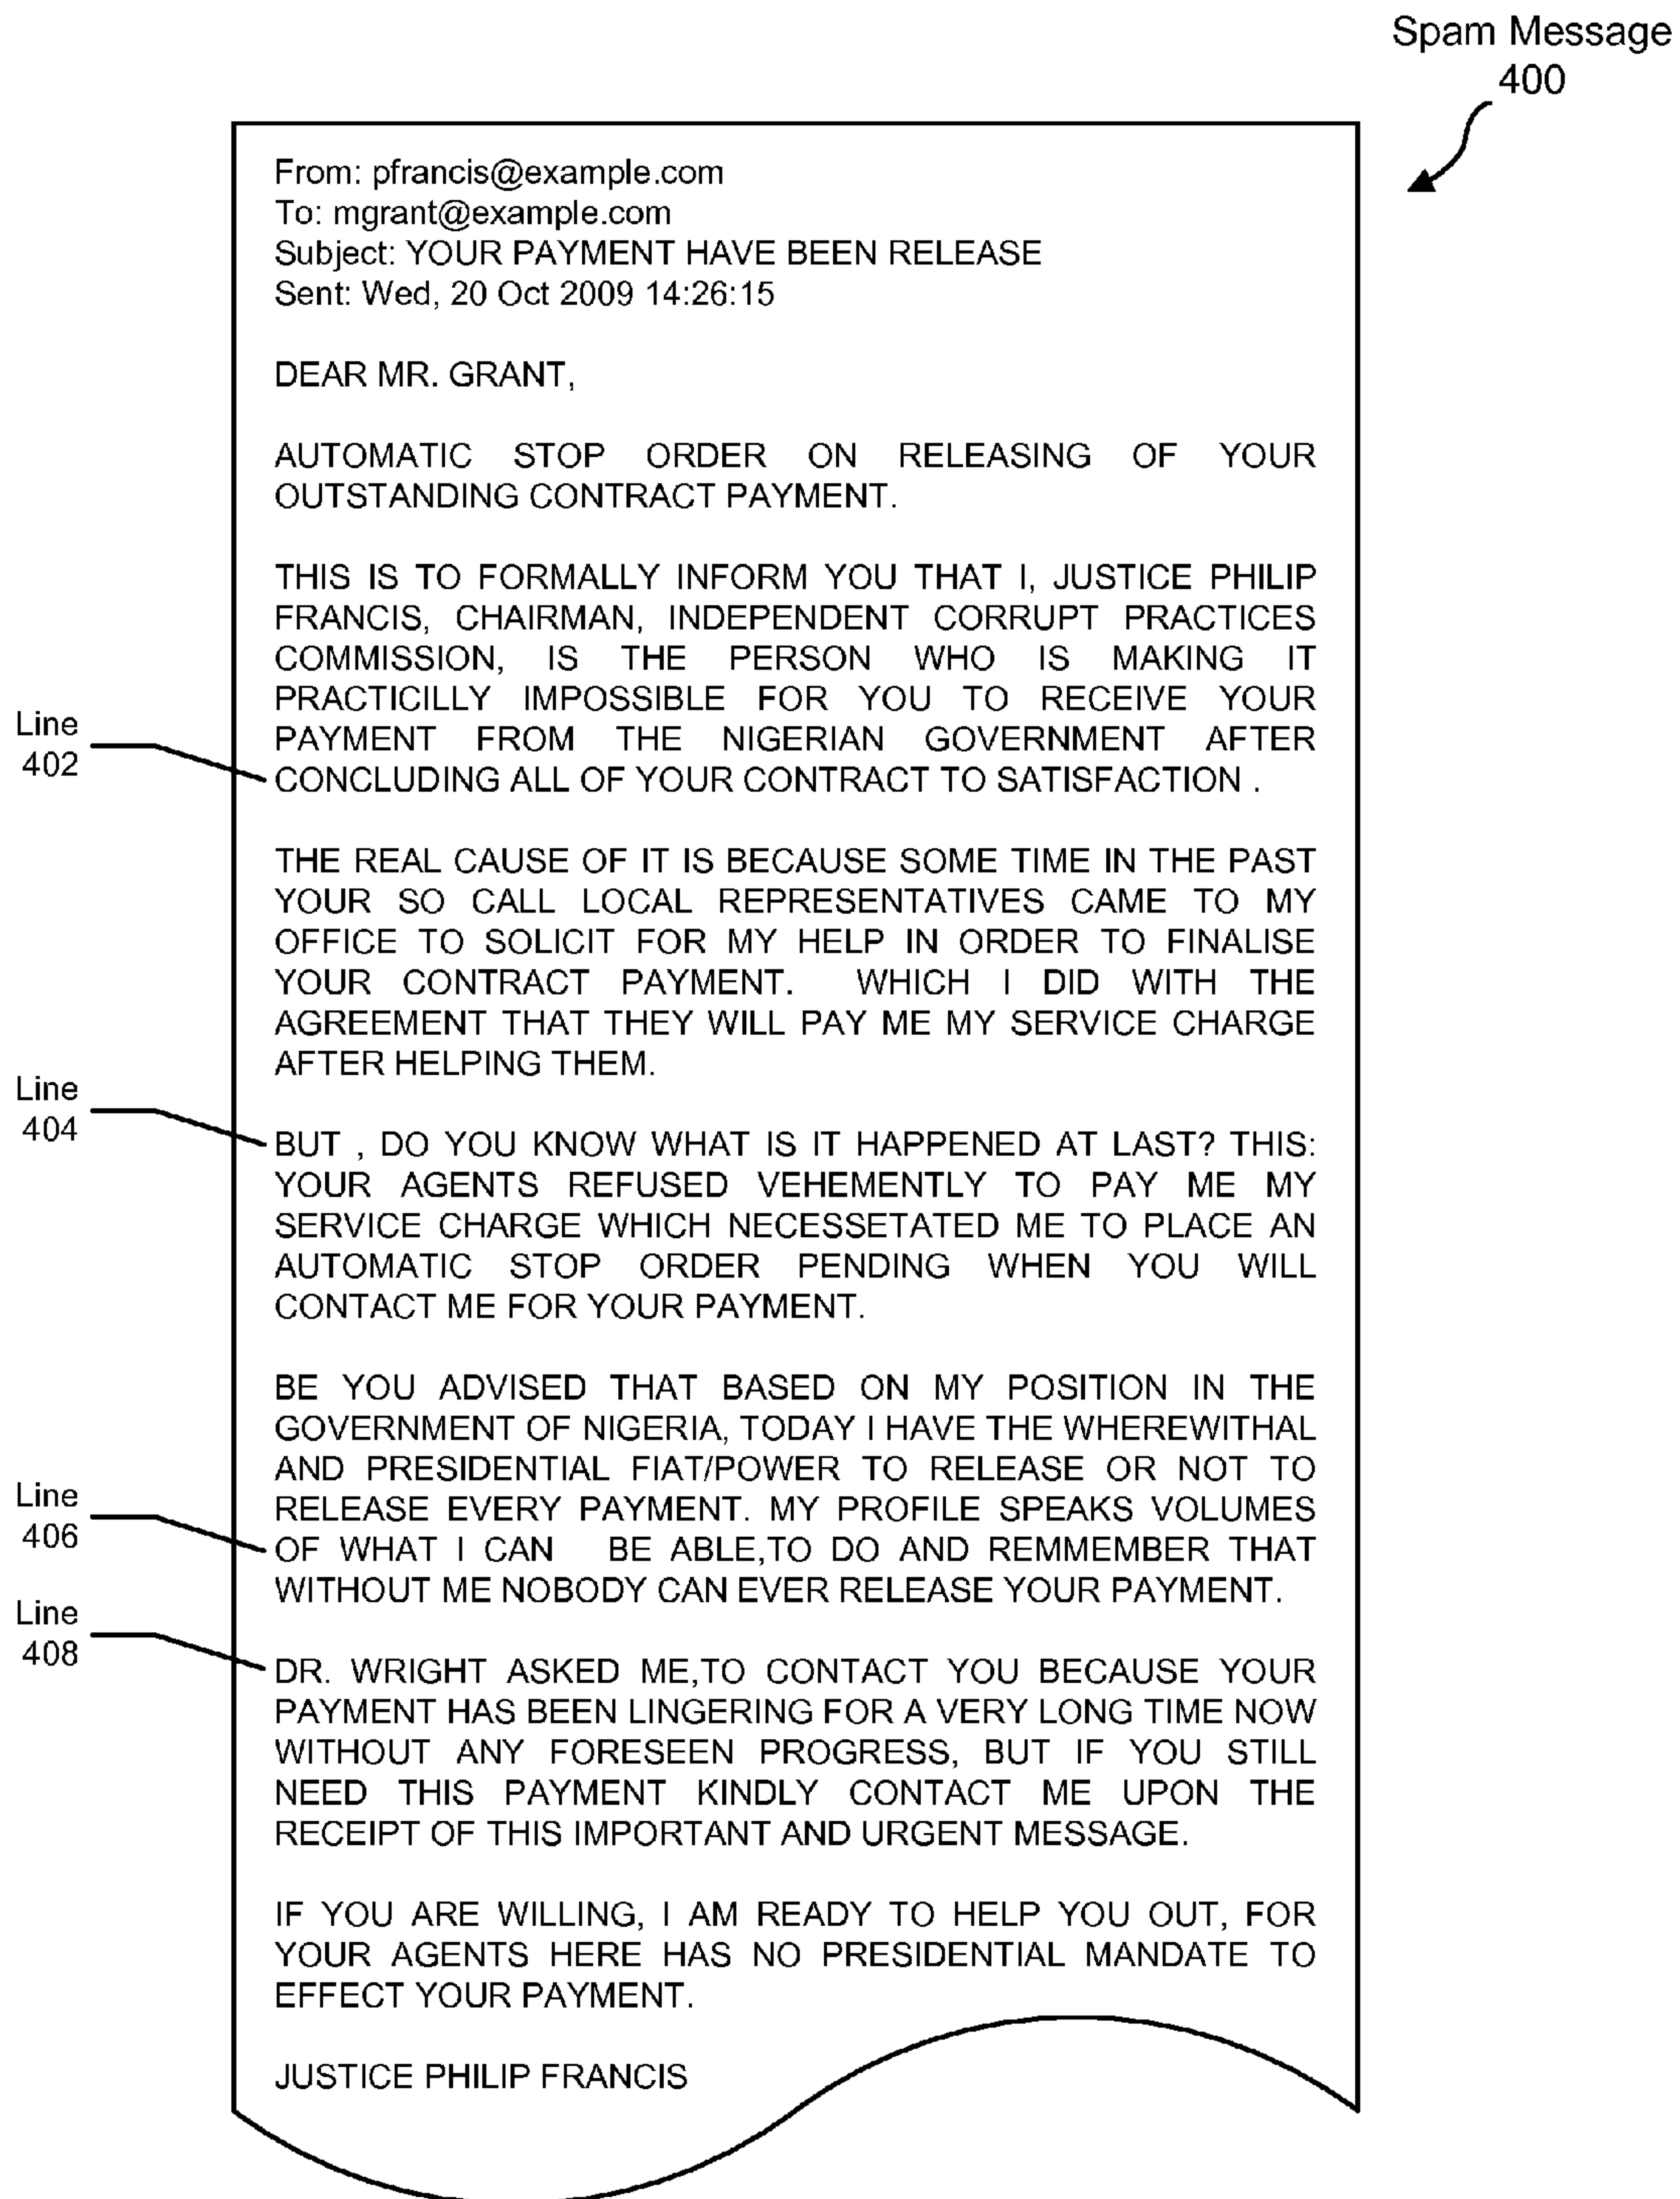 Spam Message
400
From: pfrancis@example.com
To: mgrant@example.com
Subject: YOUR PAYMENT HAVE BEEN RELEASE
Sent: Wed, 20 Oct 2009 14:26:15
DEAR MR. GRANT,
AUTOMATIC STOP ORDER ON RELEASING OF YOUR
OUTSTANDING CONTRACT PAYMENT.
THIS IS TO FORMALLY INFORM YOU THAT I, JUSTICE PHILIP
FRANCIS, CHAIRMAN, INDEPENDENT CORRUPT PRACTICES
COMMISSION, IS THE PERSON WHO IS MAKING IT
PRACTICILLY IMPOSSIBLE FOR YOU TO RECEIVE YOUR
PAYMENT FROM THE NIGERIAN GOVERNMENT AFTER
Line
402
CONCLUDING ALL OF YOUR CONTRACT TO SATISFACTION .
THE REAL CAUSE OF IT IS BECAUSE SOME TIME IN THE PAST
YOUR SO CALL LOCAL REPRESENTATIVES CAME TO MY
OFFICE TO SOLICIT FOR MY HELP IN ORDER TO FINALISE
YOUR CONTRACT PAYMENT. WHICH I DID WITH THE
AGREEMENT THAT THEY WILL PAY ME MY SERVICE CHARGE
AFTER HELPING THEM.
Line
404
BUT , DO YOU KNOW WHAT IS IT HAPPENED AT LAST? THIS:
YOUR AGENTS REFUSED VEHEMENTLY TO PAY ME MY
SERVICE CHARGE WHICH NECESSETATED ME TO PLACE AN
AUTOMATIC STOP ORDER PENDING WHEN YOU WILL
CONTACT ME FOR YOUR PAYMENT.
BE YOU ADVISED THAT BASED ON MY POSITION IN THE
GOVERNMENT OF NIGERIA, TODAY I HAVE THE WHEREWITHAL
AND PRESIDENTIAL FIAT/POWER TO RELEASE OR NOT TO
RELEASE EVERY PAYMENT. MY PROFILE SPEAKS VOLUMES
Line
406
OF WHAT I CAN   BE ABLE,TO DO AND REMMEMBER THAT
WITHOUT ME NOBODY CAN EVER RELEASE YOUR PAYMENT.
Line
408
DR. WRIGHT ASKED ME,TO CONTACT YOU BECAUSE YOUR
PAYMENT HAS BEEN LINGERING FOR A VERY LONG TIME NOW
WITHOUT ANY FORESEEN PROGRESS, BUT IF YOU STILL
NEED THIS PAYMENT KINDLY CONTACT ME UPON THE
RECEIPT OF THIS IMPORTANT AND URGENT MESSAGE.
IF YOU ARE WILLING, I AM READY TO HELP YOU OUT, FOR
YOUR AGENTS HERE HAS NO PRESIDENTIAL MANDATE TO
EFFECT YOUR PAYMENT.
JUSTICE PHILIP FRANCIS